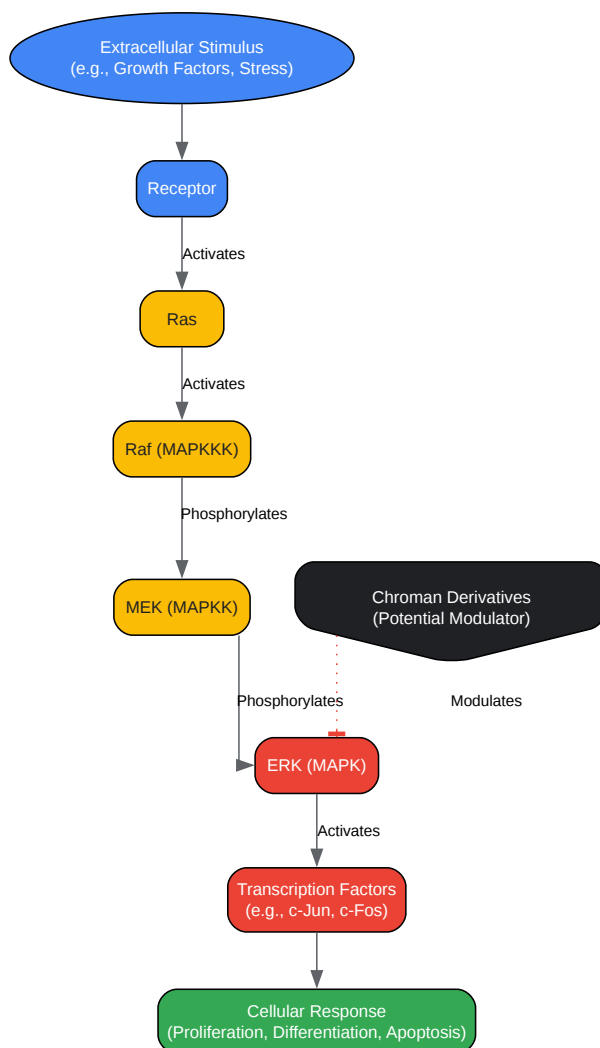 Extracellular Stimulus
(e.g., Growth Factors, Stress)
Receptor
Activates
Ras
Activates
Raf (MAPKKK)
Phosphorylates
MEK (MAPKK)
Chroman Derivatives
(Potential Modulator)
Phosphorylates
Modulates
ERK (MAPK)
Activates
Transcription Factors
(e.g., c-Jun, c-Fos)
Cellular Response
(Proliferation, Differentiation, Apoptosis)